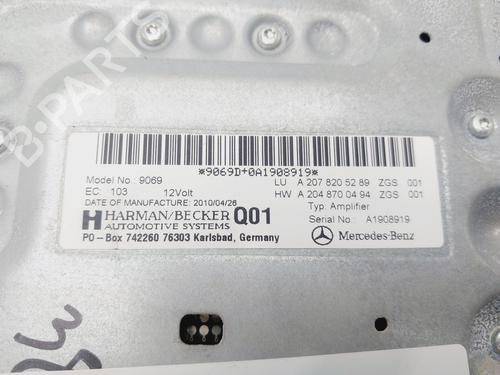 B-PARTS
*9069D+0A1908919*
Model No.: 9069
LU A 207 820 52 89 ZGS 001
EC: 103 12Volt
HW A 204 870 04 94 ZGS 001
DATE OF MANUFACTURE: 2010/04/26
Typ: Amplifier
HARMAN/BECKER Q01
AUTOMOTIVE SYSTEMS
Serial No.: A1908919
PO-Box 742260 76303 Karlsbad, Germany
Mercedes-Benz